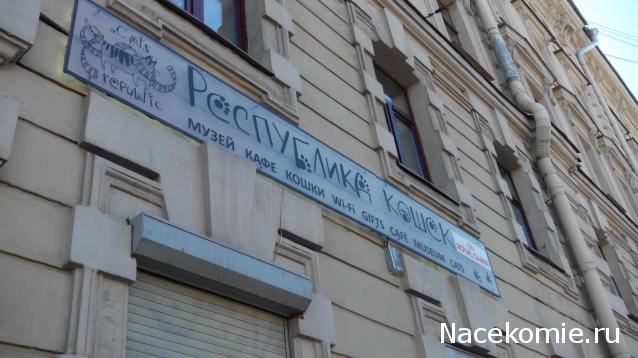 Cats
republic
РеспуБлика кошек
МУЗЕЙ КАФЕ КОШКИ Wi-Fi GIFTS CAFE MUSEUM CATS
Nacekomie.ru